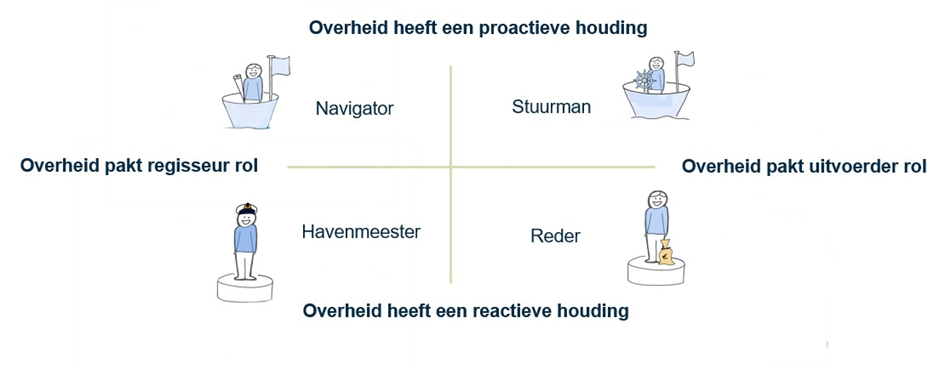 Overheid heeft een proactieve houding
Navigator
Stuurman
Overheid pakt regisseur rol
Overheid pakt uitvoerder rol
Havenmeester
Reder
€
Overheid heeft een reactieve houding